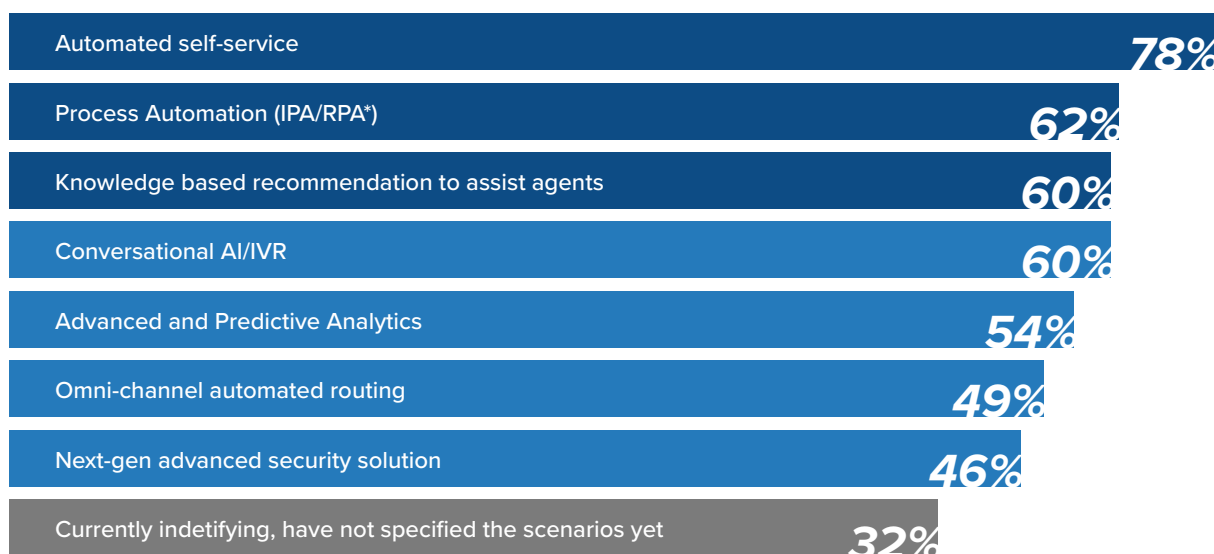 Automated self-service 78%
Process Automation (IPA/RPA*) 62%
Knowledge based recommendation to assist agents 60%
Conversational AI/IVR 60%
Advanced and Predictive Analytics 54%
Omni-channel automated routing 49%
Next-gen advanced security solution 46%
Currently indetifying, have not specified the scenarios yet 32%